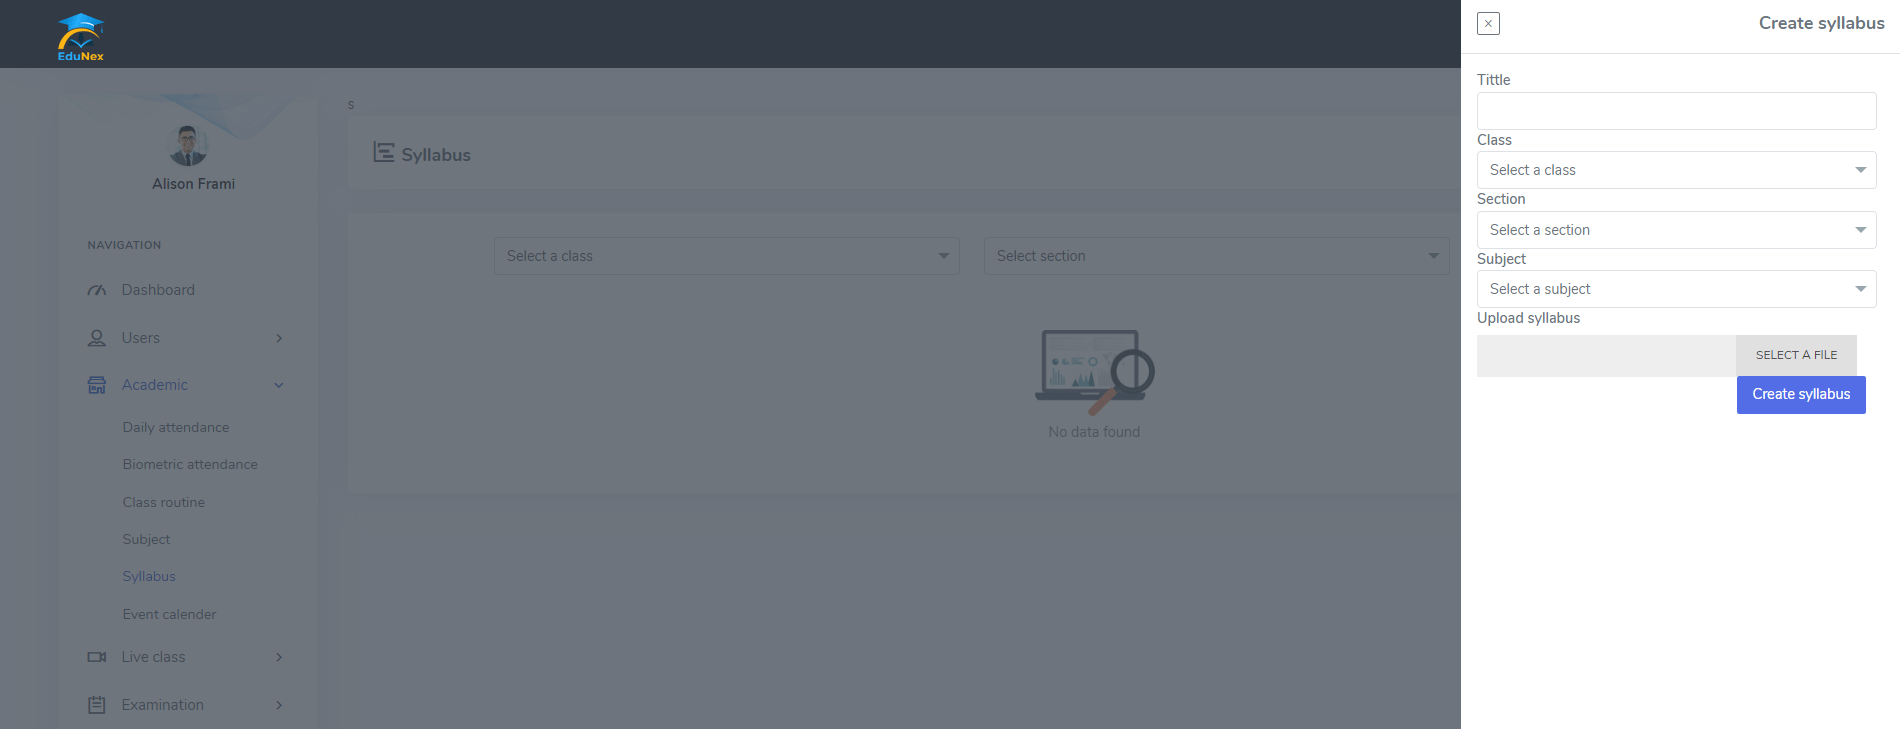 EduNex
Alison Frami
NAVIGATION
Dashboard
Users
Academic
Daily attendance
Biometric attendance
Class routine
Subject
Syllabus
Event calender
Live class
Examination
s
Syllabus
Select a class
Select section
No data found
×
Create syllabus
Tittle
Class
Select a class
Section
Select a section
Subject
Select a subject
Upload syllabus
SELECT A FILE
Create syllabus